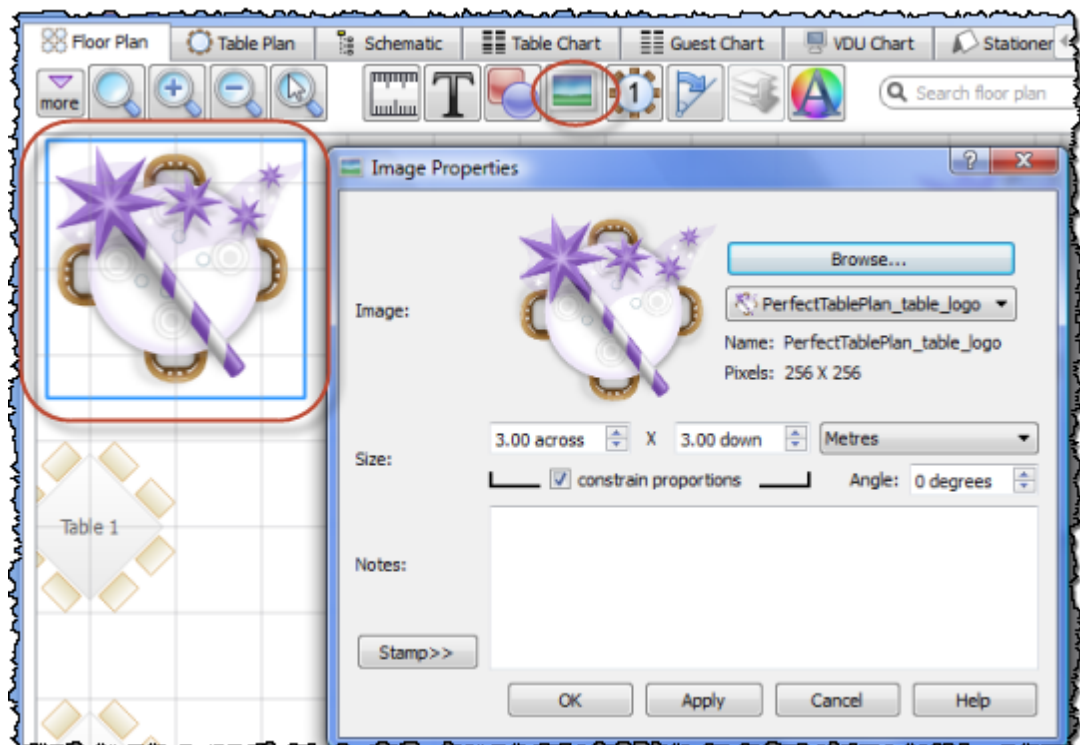 Floor Plan Table Plan Schematic Table Chart Guest Chart VDU Chart Stationer
more T 1 A Search floor plan
Image Properties ?
Browse...
Image: PerfectTablePlan_table_logo
Name: PerfectTablePlan_table_logo
Pixels: 256 X 256
3.00 across X 3.00 down Metres
Size:
constrain proportions Angle: 0 degrees
Table 1
Notes:
Stamp>>
OK Apply Cancel Help